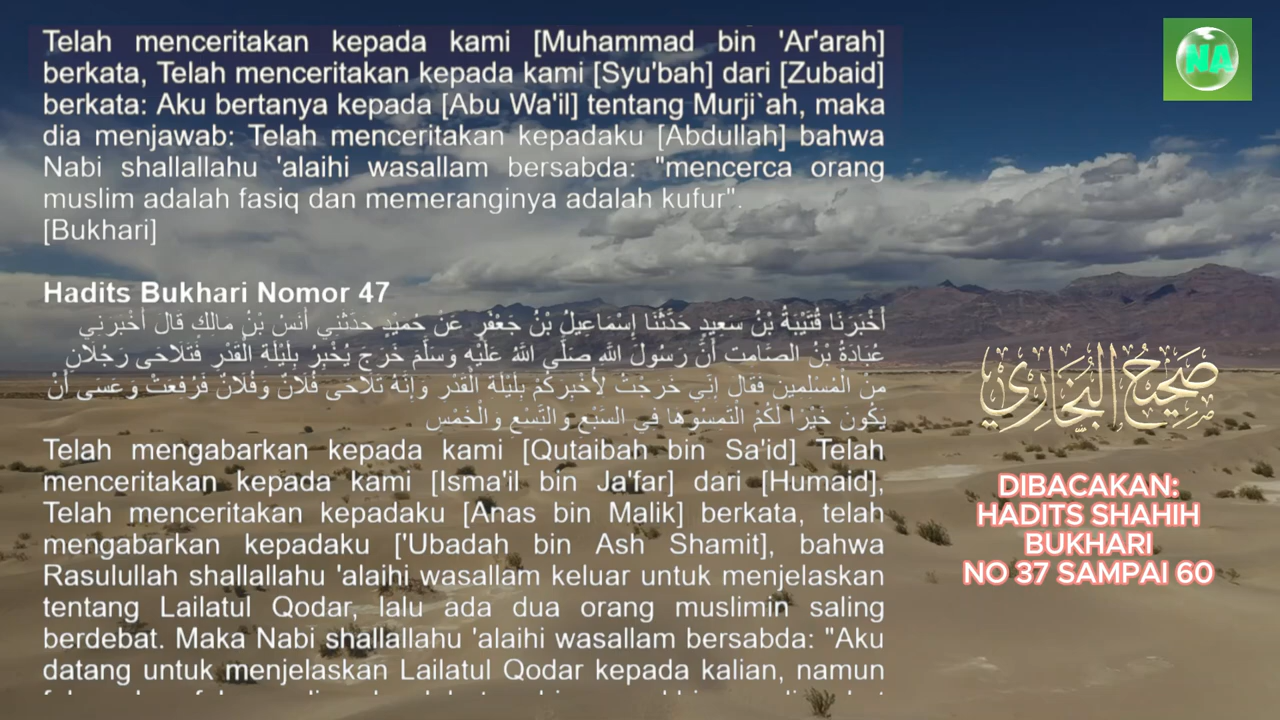 Telah menceritakan kepada kami [Muhammad bin 'Ar'arah]
berkata, Telah menceritakan kepada kami [Syu'bah] dari [Zubaid]
berkata: Aku bertanya kepada [Abu Wa'il] tentang Murji`ah, maka
dia menjawab: Telah menceritakan kepadaku [Abdullah] bahwa
Nabi shallallahu 'alaihi wasallam bersabda: "mencerca orang
muslim adalah fasiq dan memeranginya adalah kufur".
[Bukhari]
Hadits Bukhari Nomor 47
أَخْبَرَنَا قُتَيْبَةُ بْنُ سَعِيدٍ حَدَّثَنَا إِسْمَاعِيلُ بْنُ جَعْفَرٍ عَنْ حُمَيْدٍ حَدَّثَنِي أَنَسُ بْنُ مَالِكٍ قَالَ أَخْبَرَنِي
عُبَادَةُ بْنُ الصَّامِتِ أَنَّ رَسُولَ اللَّهِ صَلَّى اللَّهُ عَلَيْهِ وَسَلَّمَ خَرَجَ يُخْبِرُ بِلَيْلَةِ الْقَدْرِ فَتَلَاحَى رَجُلَانِ
مِنْ الْمُسْلِمِينَ فَقَالَ إِنِّي خَرَجْتُ لِأُخْبِرَكُمْ بِلَيْلَةِ الْقَدْرِ وَإِنَّهُ تَلَاحَى فُلَانٌ وَفُلَانٌ فَرُفِعَتْ وَعَسَى أَنْ
يَكُونَ خَيْرًا لَكُمْ الْتَمِسُوهَا فِي السَّبْعِ وَالتِّسْعِ وَالْخَمْسِ
Telah mengabarkan kepada kami [Qutaibah bin Sa'id] Telah
menceritakan kepada kami [Isma'il bin Ja'far] dari [Humaid],
Telah menceritakan kepadaku [Anas bin Malik] berkata, telah
mengabarkan kepadaku ['Ubadah bin Ash Shamit], bahwa
Rasulullah shallallahu 'alaihi wasallam keluar untuk menjelaskan
tentang Lailatul Qodar, lalu ada dua orang muslimin saling
berdebat. Maka Nabi shallallahu 'alaihi wasallam bersabda: "Aku
datang untuk menjelaskan Lailatul Qodar kepada kalian, namun
NA
صَحِيحُ الْبُخَارِي
DIBACAKAN:
HADITS SHAHIH
BUKHARI
NO 37 SAMPAI 60